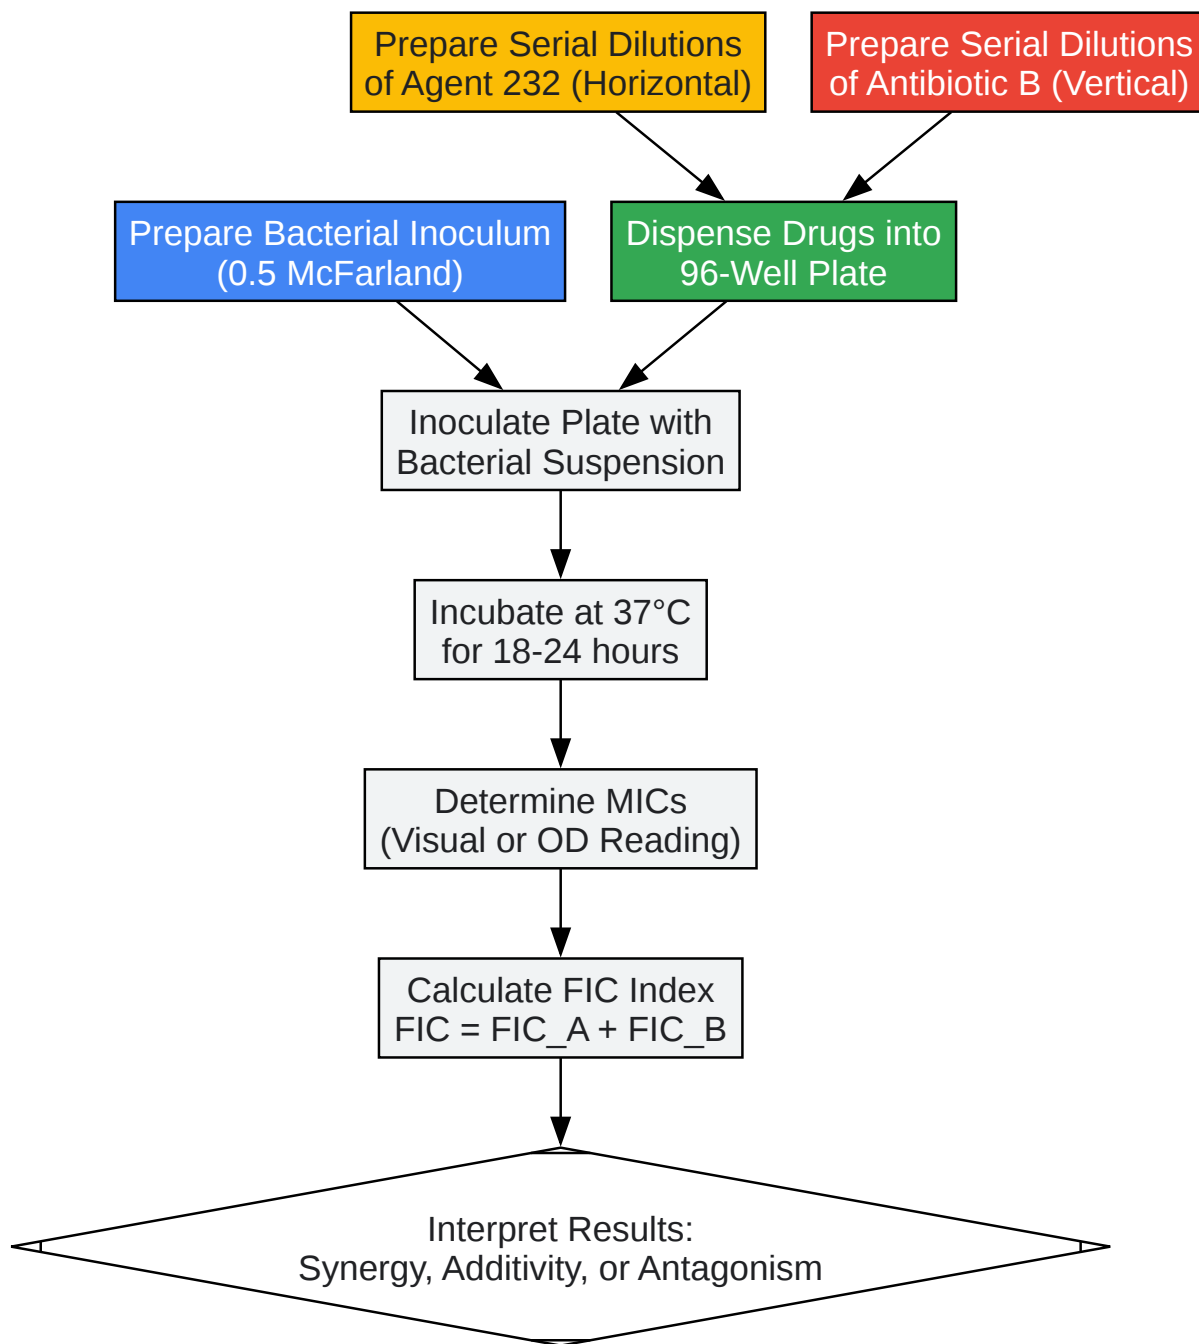 Prepare Serial Dilutions
of Agent 232 (Horizontal)
Prepare Serial Dilutions
of Antibiotic B (Vertical)
Prepare Bacterial Inoculum
(0.5 McFarland)
Dispense Drugs into
96-Well Plate
Inoculate Plate with
Bacterial Suspension
Incubate at 37°C
for 18-24 hours
Determine MICs
(Visual or OD Reading)
Calculate FIC Index
FIC = FIC_A + FIC_B
Interpret Results:
Synergy, Additivity, or Antagonism